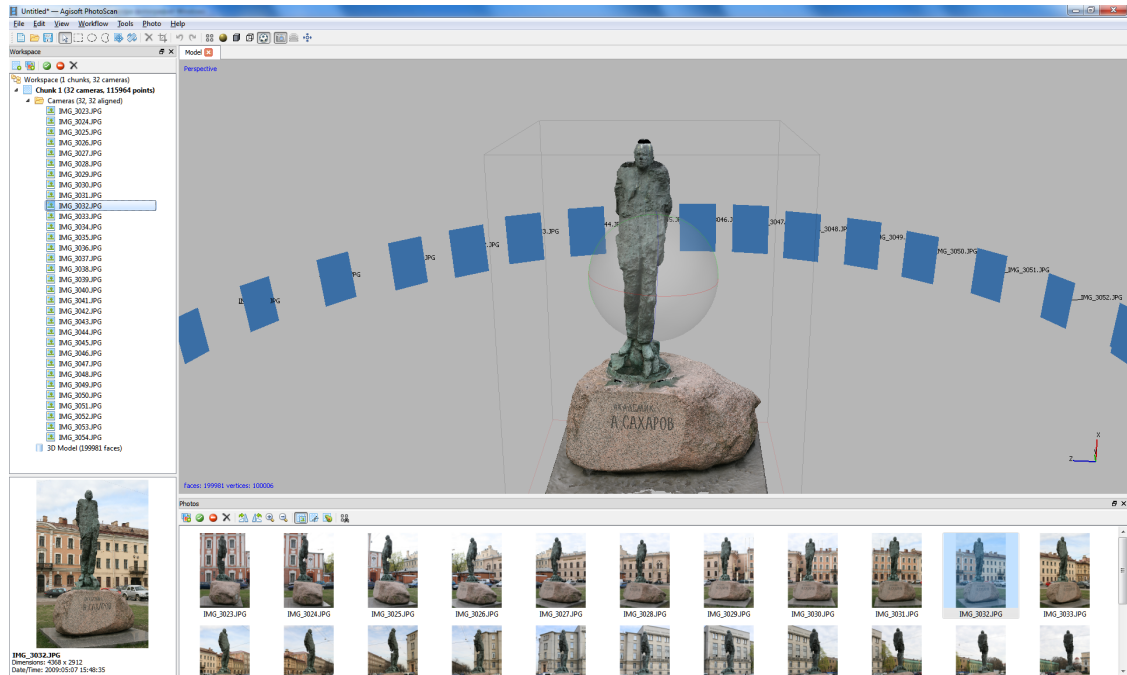 Untitled* — Agisoft PhotoScan
File Edit View Workflow Tools Photo Help
Workspace
Model
Workspace (1 chunks, 32 cameras)
Chunk 1 (32 cameras, 115964 points)
Cameras (32, 32 aligned)
IMG_3023.JPG
IMG_3024.JPG
IMG_3025.JPG
IMG_3026.JPG
IMG_3027.JPG
IMG_3028.JPG
IMG_3029.JPG
IMG_3030.JPG
IMG_3031.JPG
IMG_3032.JPG
IMG_3033.JPG
IMG_3034.JPG
IMG_3035.JPG
IMG_3036.JPG
IMG_3037.JPG
IMG_3038.JPG
IMG_3039.JPG
IMG_3040.JPG
IMG_3041.JPG
IMG_3042.JPG
IMG_3043.JPG
IMG_3044.JPG
IMG_3045.JPG
IMG_3046.JPG
IMG_3047.JPG
IMG_3048.JPG
IMG_3049.JPG
IMG_3050.JPG
IMG_3051.JPG
IMG_3052.JPG
IMG_3053.JPG
IMG_3054.JPG
3D Model (199981 faces)
IMG_3032.JPG
Dimensions: 4368 x 2912
Date/Time: 2009:05:07 15:48:35
Perspective
_3051.JPG
_3052.JPG
АКАДЕМИК
А.САХАРОВ
X
Z
faces: 199981 vertices: 100006
Photos
IMG_3023.JPG IMG_3024.JPG IMG_3025.JPG IMG_3026.JPG IMG_3027.JPG IMG_3028.JPG IMG_3029.JPG IMG_3030.JPG IMG_3031.JPG IMG_3032.JPG IMG_3033.JPG